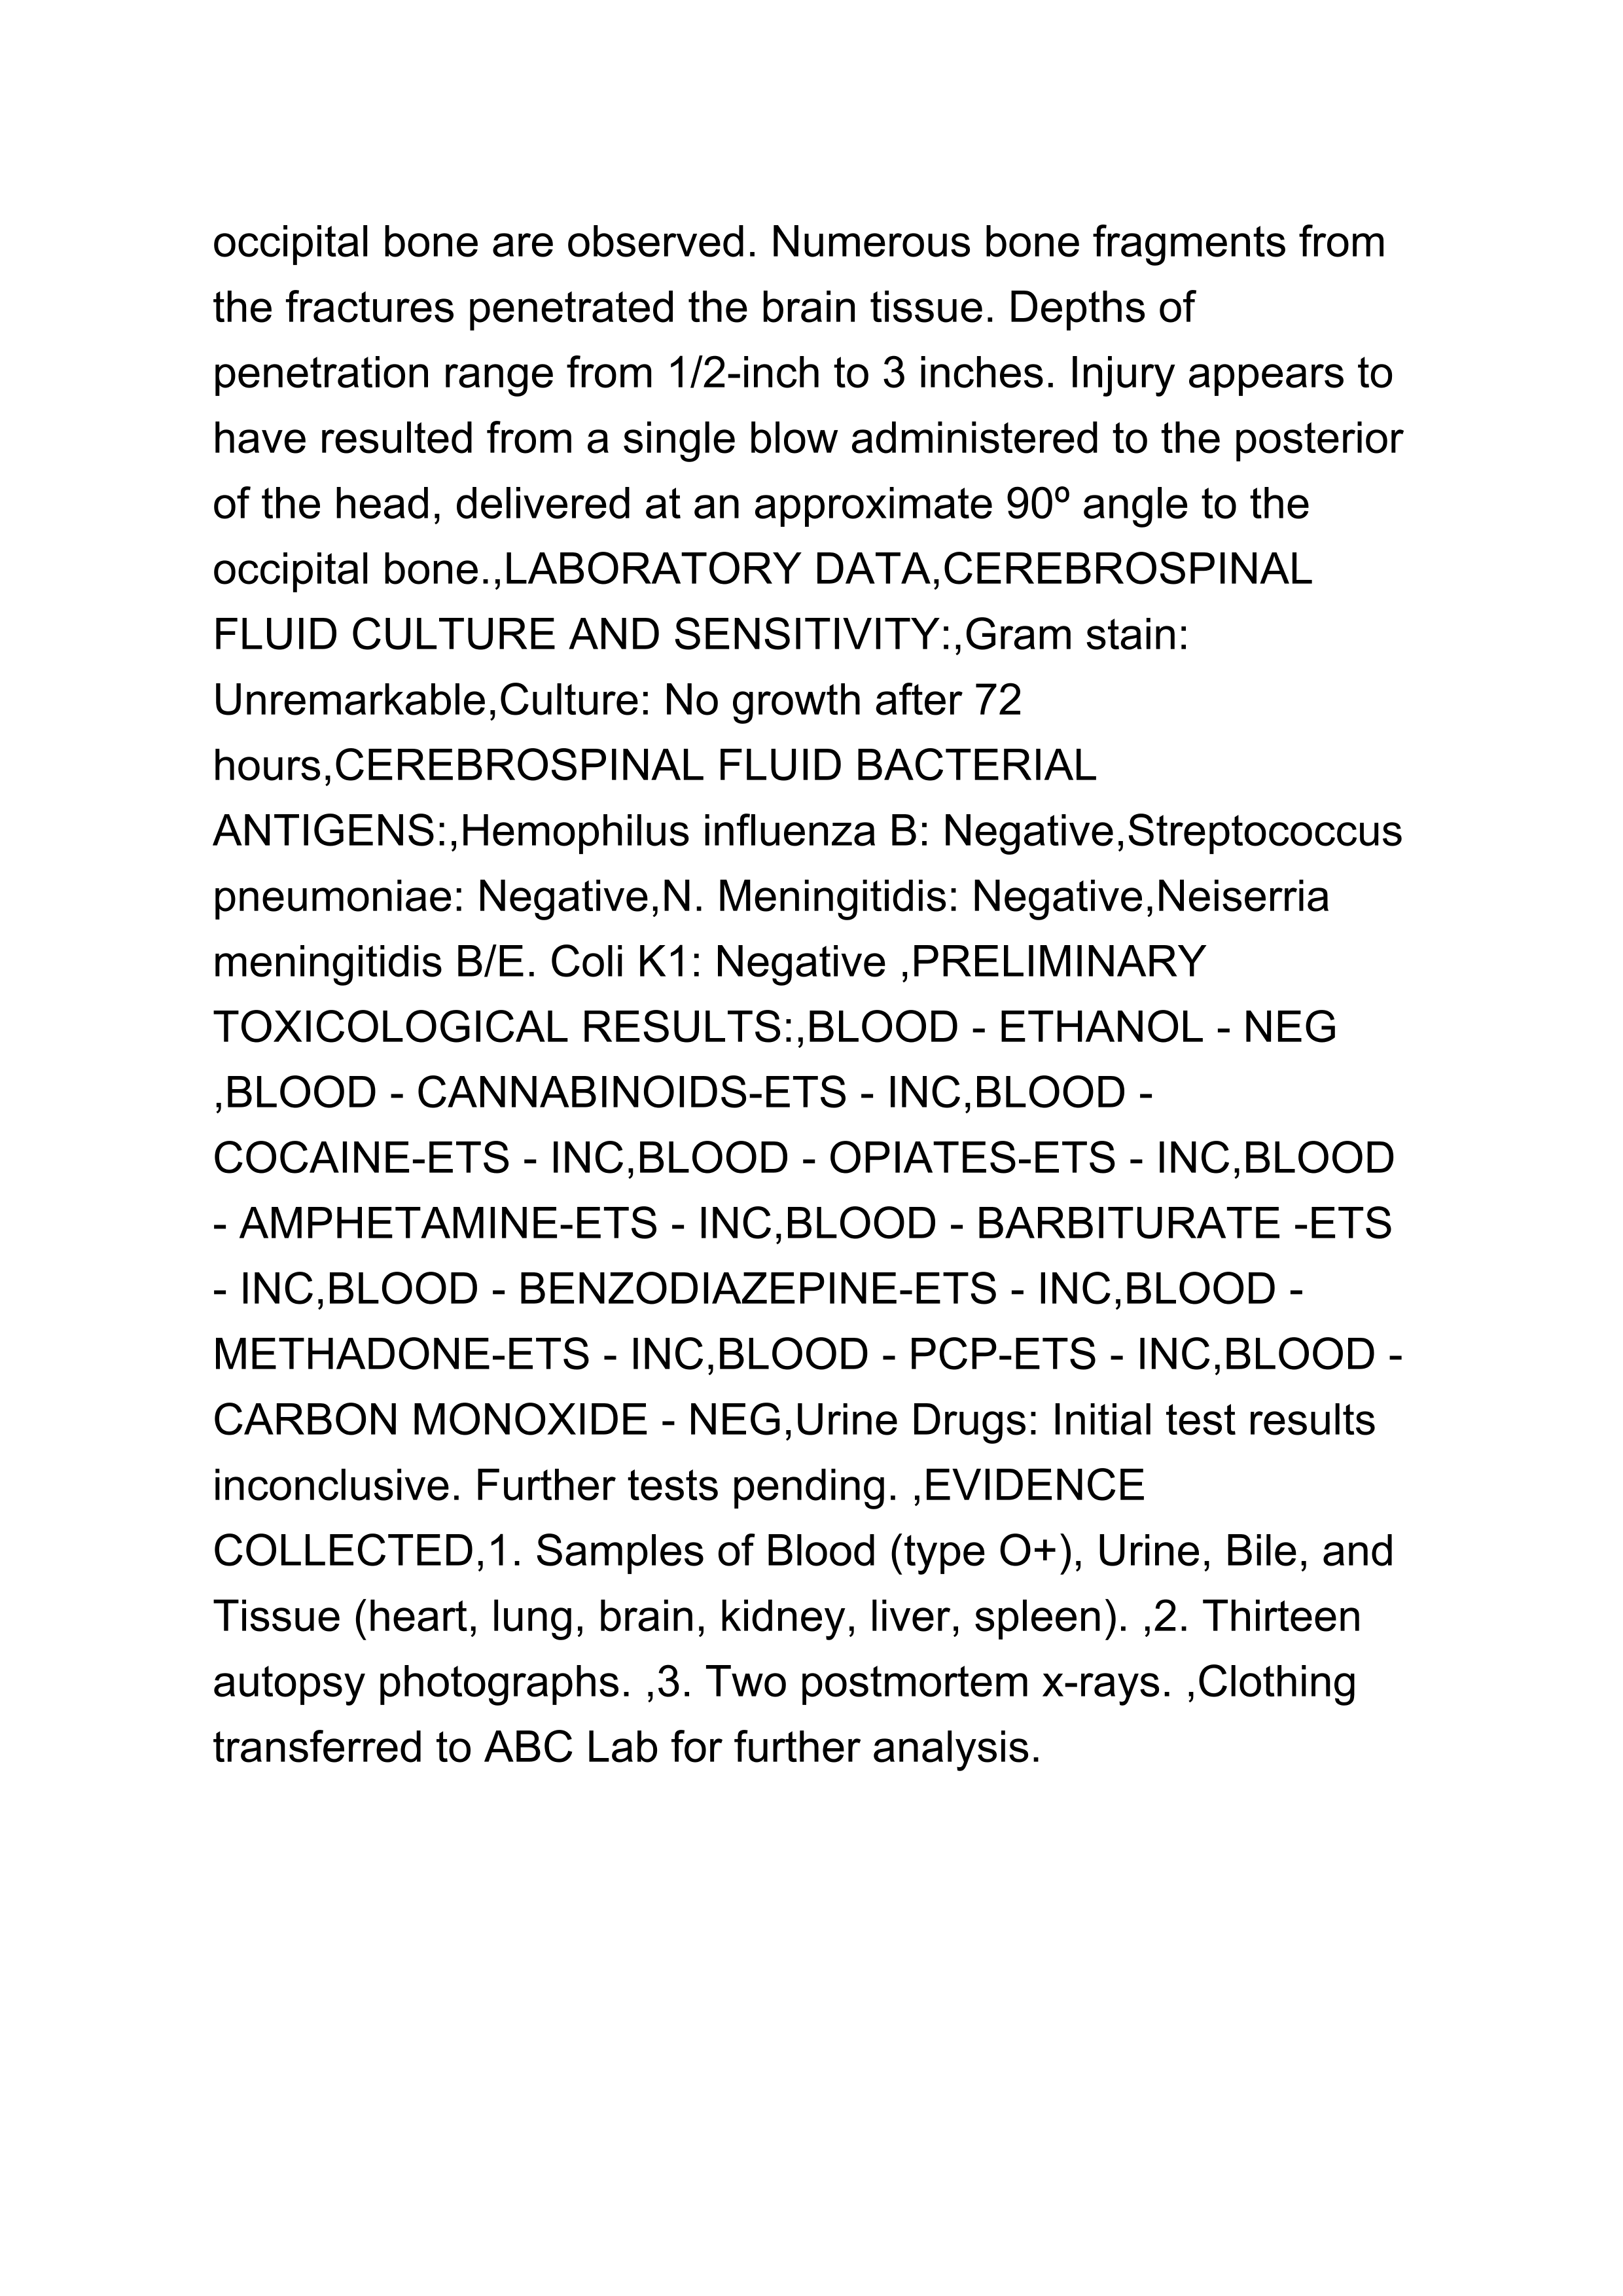 occipital bone are observed. Numerous bone fragments from
the fractures penetrated the brain tissue. Depths of
penetration range from 1/2-inch to 3 inches. Injury appears to
have resulted from a single blow administered to the posterior
of the head, delivered at an approximate 90º angle to the
occipital bone.,LABORATORY DATA,CEREBROSPINAL
FLUID CULTURE AND SENSITIVITY:,Gram stain:
Unremarkable,Culture: No growth after 72
hours,CEREBROSPINAL FLUID BACTERIAL
ANTIGENS:,Hemophilus influenza B: Negative,Streptococcus
pneumoniae: Negative,N. Meningitidis: Negative,Neiserria
meningitidis B/E. Coli K1: Negative ,PRELIMINARY
TOXICOLOGICAL RESULTS:,BLOOD - ETHANOL - NEG
,BLOOD - CANNABINOIDS-ETS - INC,BLOOD -
COCAINE-ETS - INC,BLOOD - OPIATES-ETS - INC,BLOOD
- AMPHETAMINE-ETS - INC,BLOOD - BARBITURATE -ETS
- INC,BLOOD - BENZODIAZEPINE-ETS - INC,BLOOD -
METHADONE-ETS - INC,BLOOD - PCP-ETS - INC,BLOOD -
CARBON MONOXIDE - NEG,Urine Drugs: Initial test results
inconclusive. Further tests pending. ,EVIDENCE
COLLECTED,1. Samples of Blood (type O+), Urine, Bile, and
Tissue (heart, lung, brain, kidney, liver, spleen). ,2. Thirteen
autopsy photographs. ,3. Two postmortem x-rays. ,Clothing
transferred to ABC Lab for further analysis.